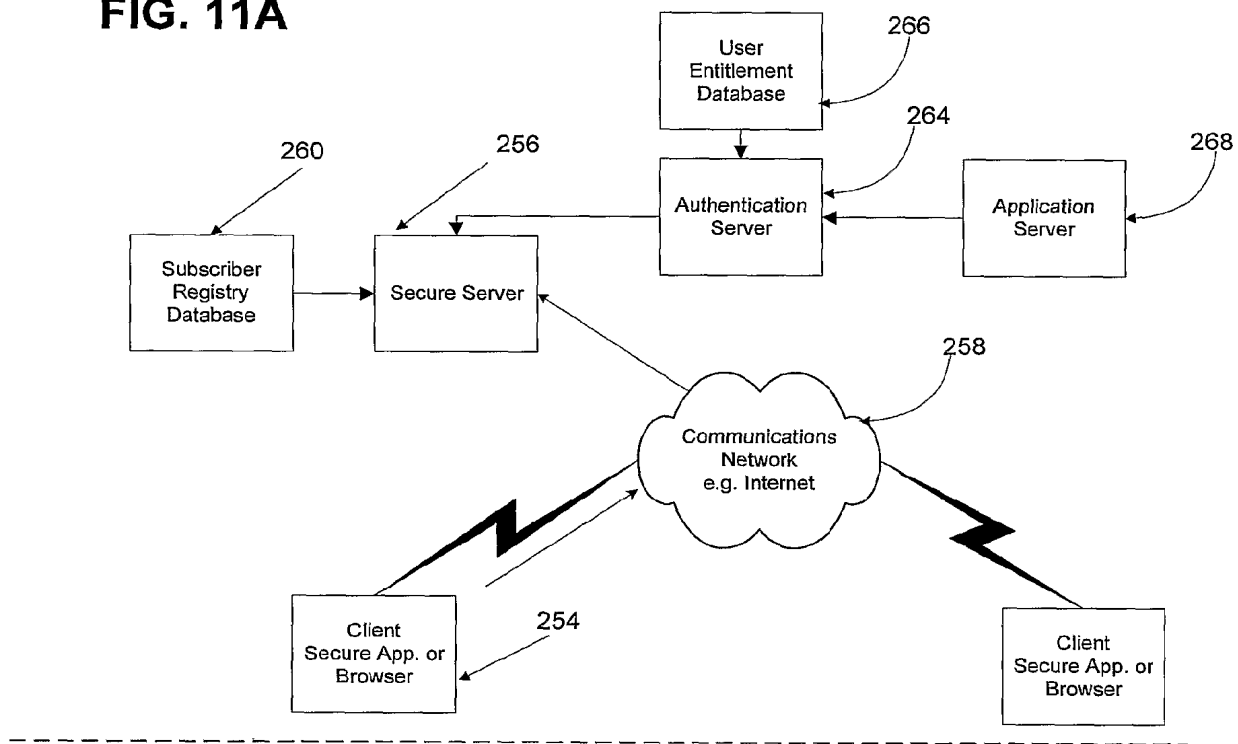 FIG. 11A
266
User
Entitlement
Database
264
260
256
268
Authentication
Server
Application
Server
Subscriber
Registry
Database
Secure Server
258
Communications
Network
e.g. Internet
254
Client
Secure App. or
Browser
Client
Secure App. or
Browser